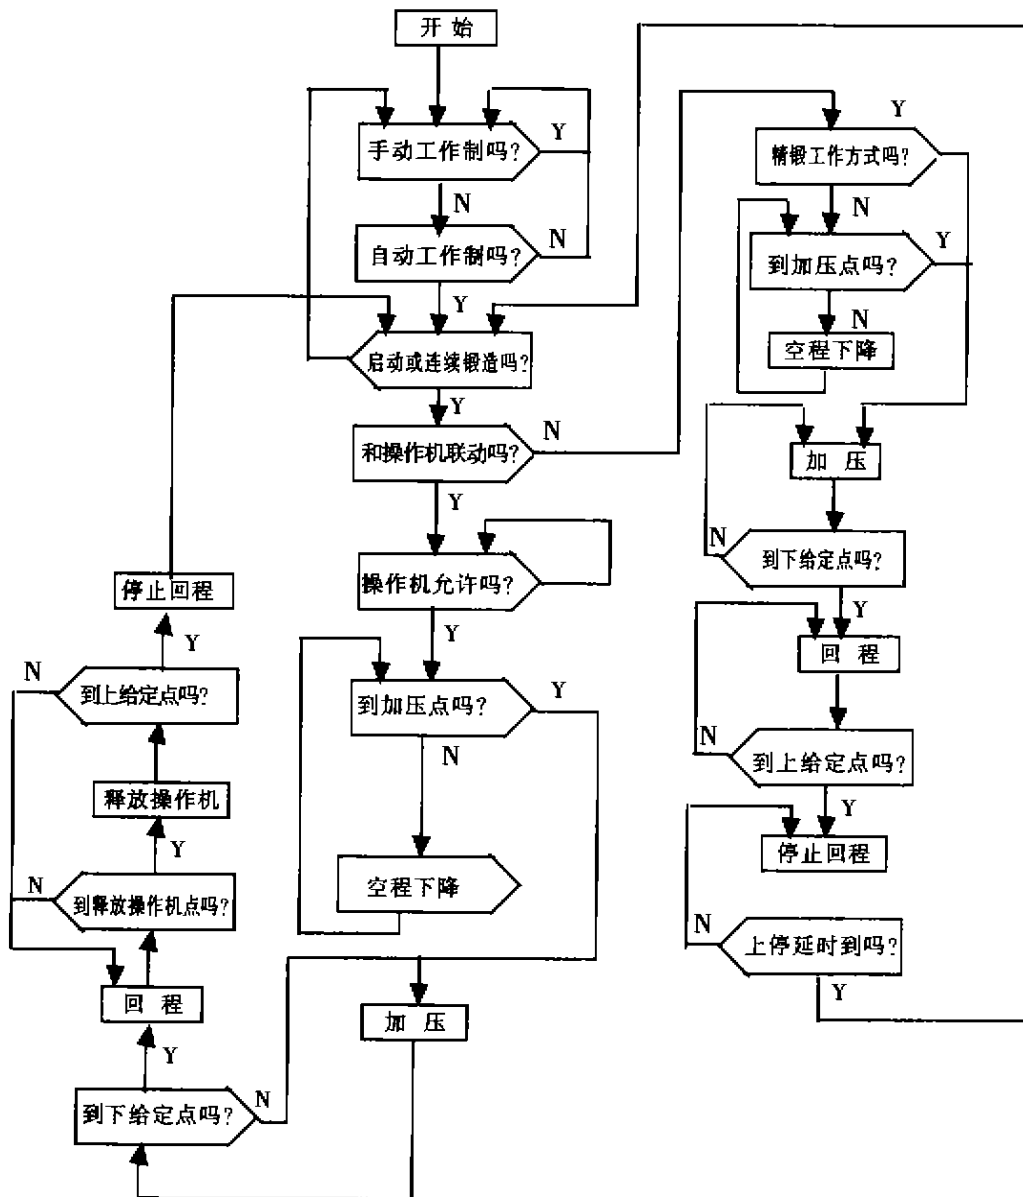 开始
手动工作制吗?
Y
N
自动工作制吗?
N
Y
启动或连续锻造吗?
Y
和操作机联动吗?
N
Y
操作机允许吗?
Y
到加压点吗?
Y
N
空程下降
加压
到下给定点吗?
N
Y
回程
到释放操作机点吗?
N
Y
释放操作机
到上给定点吗?
N
Y
停止回程
精锻工作方式吗?
Y
N
到加压点吗?
Y
N
空程下降
加压
到下给定点吗?
N
Y
回程
到上给定点吗?
N
Y
停止回程
上停延时到吗?
N
Y